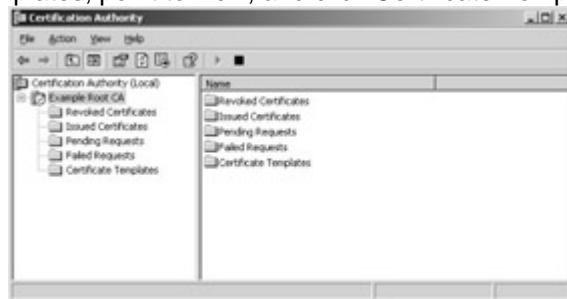 Certification Authority
File Action View Help
Certification Authority (Local)
Example Root CA
Revoked Certificates
Issued Certificates
Pending Requests
Failed Requests
Certificate Templates
Name
Revoked Certificates
Issued Certificates
Pending Requests
Failed Requests
Certificate Templates